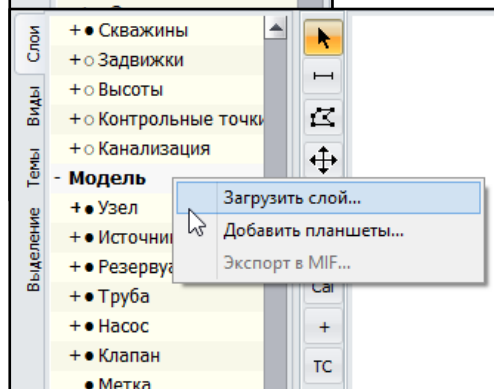 Слои
Виды
Темы
Выделение
+ ● Скважины
+ ○ Задвижки
+ ○ Высоты
+ ○ Контрольные точки
+ ○ Канализация
- Модель
+ ● Узел
+ ● Источни
+ ● Резервуа
+ ● Труба
+ ● Насос
+ ● Клапан
● Метка
Загрузить слой...
Добавить планшеты...
Экспорт в MIF...
Cal
+
TC